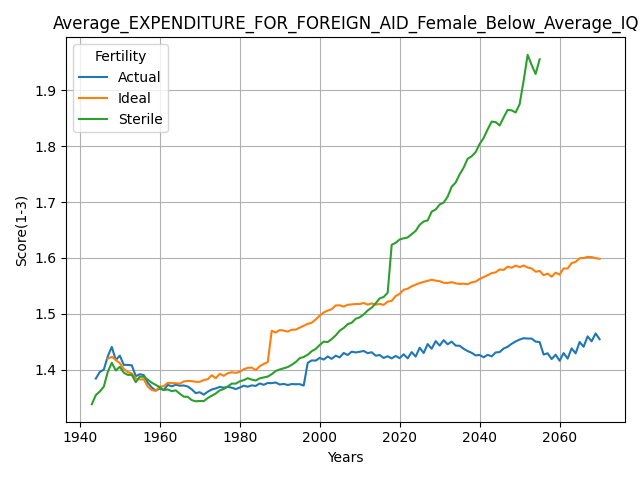 Average_EXPENDITURE_FOR_FOREIGN_AID_Female_Below_Average_IQ
Fertility
Actual
Ideal
Sterile
Score(1-3)
1.9
1.8
1.7
1.6
1.5
1.4
1940 1960 1980 2000 2020 2040 2060
Years